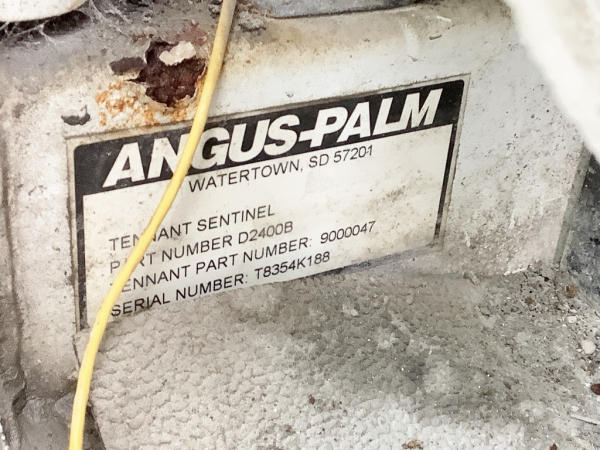 ANGUS-PALM
WATERTOWN, SD 57201
TENNANT SENTINEL
PART NUMBER D2400B
TENNANT PART NUMBER: 9000047
SERIAL NUMBER: T8354K188